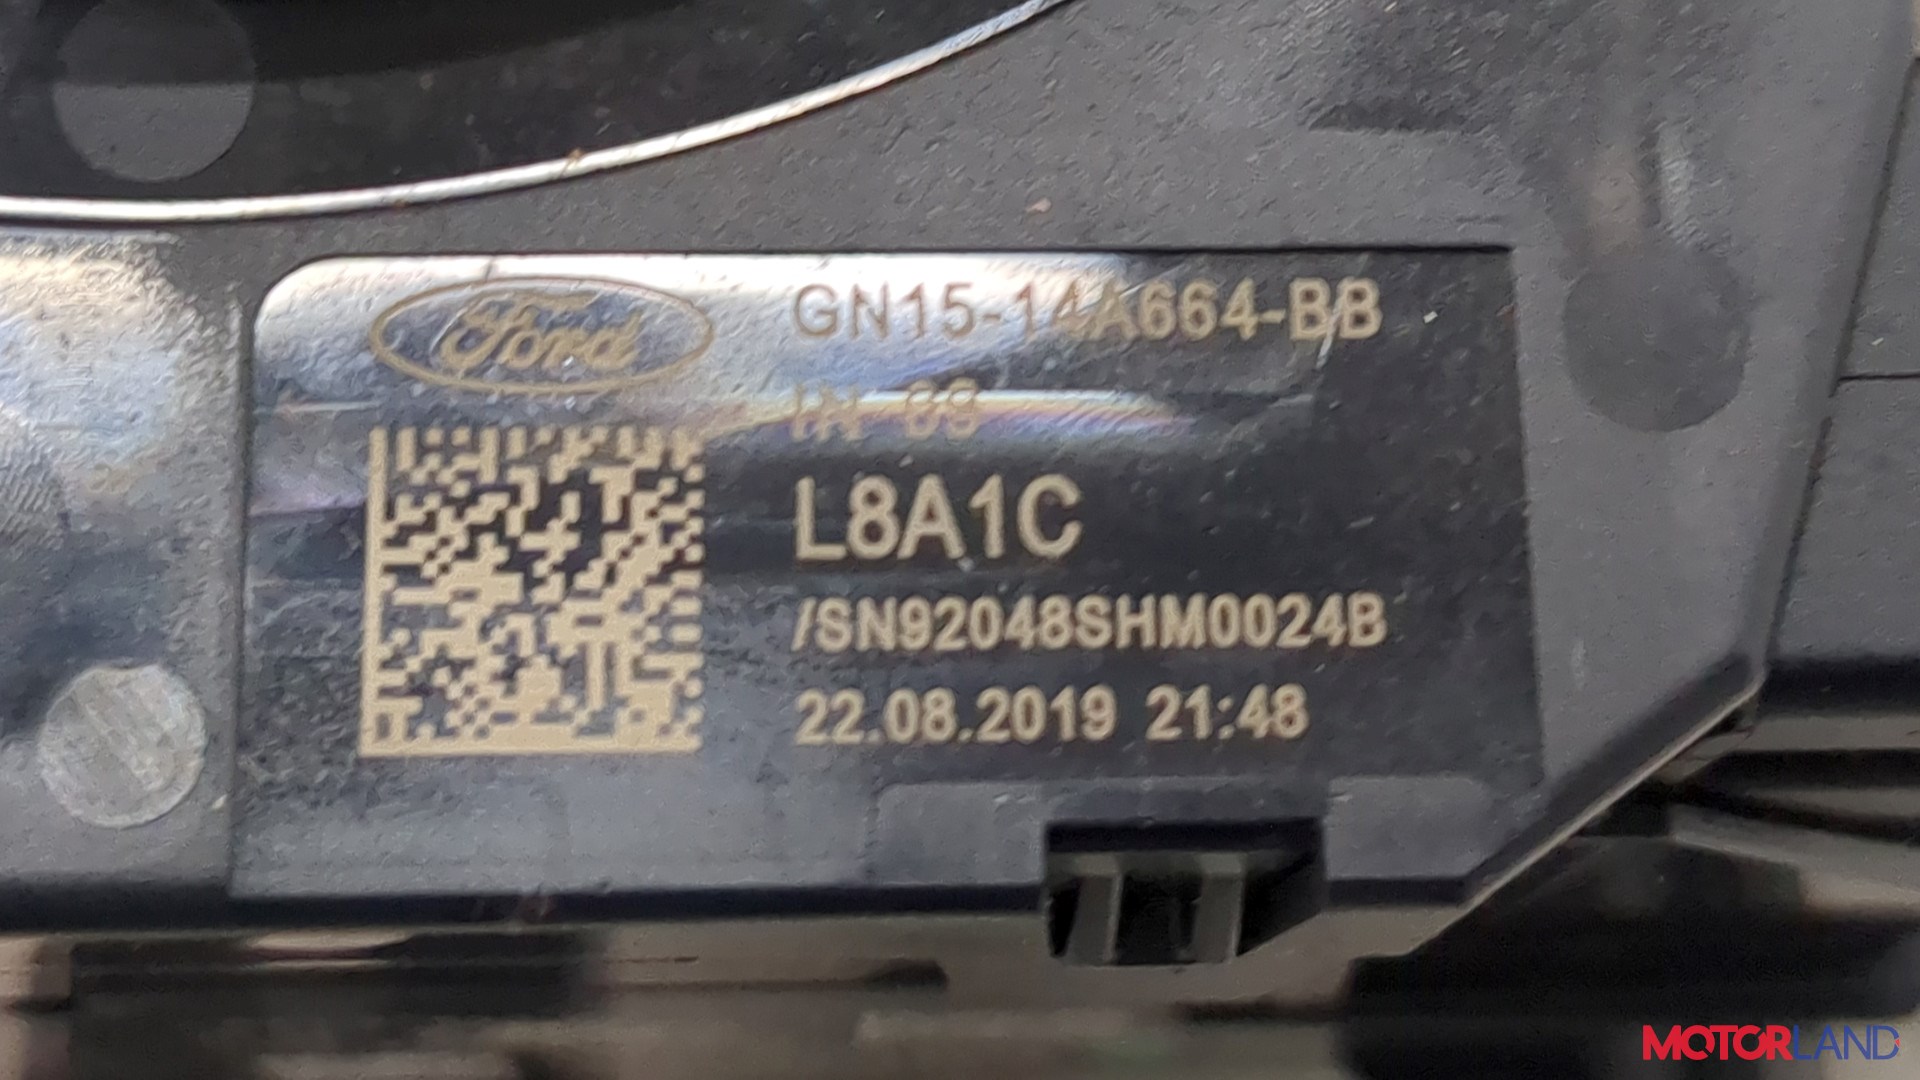 Ford
GN15-14A664-BB
L8A1C
/SN92048SHM0024B
22.08.2019 21:48
MOTORLAND